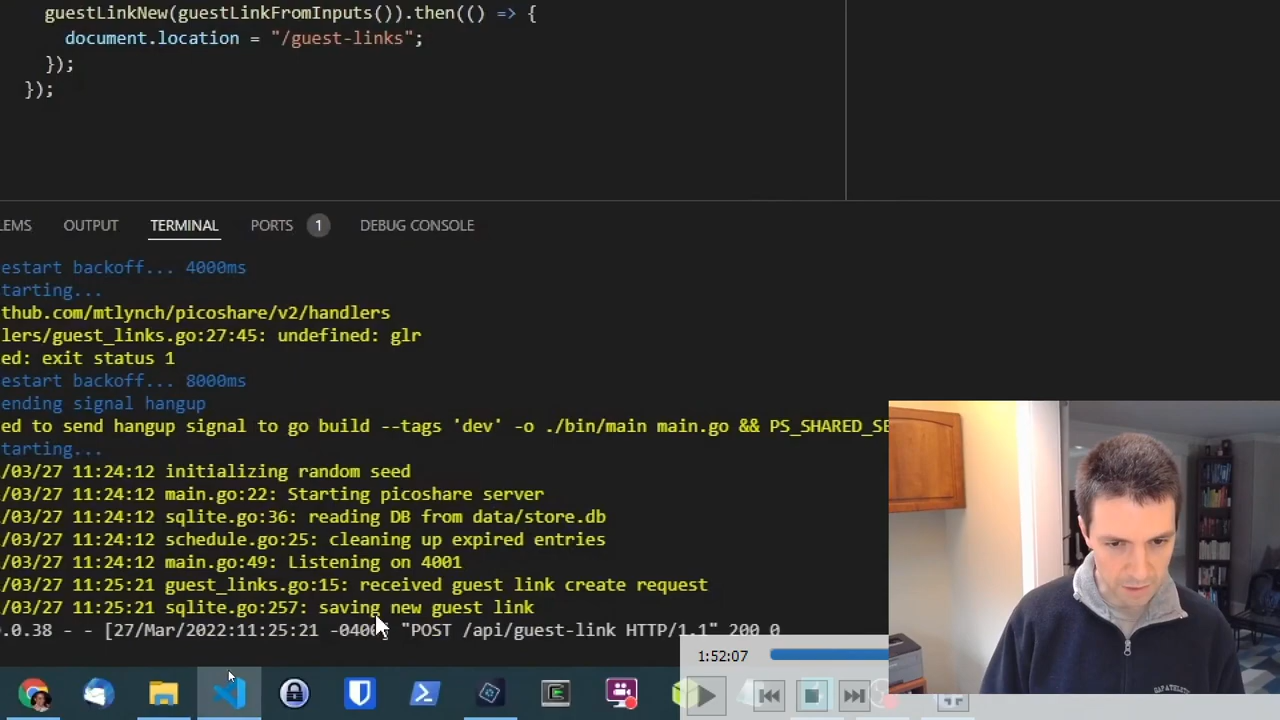 guestLinkNew(guestLinkFromInputs()).then(() => {
document.location = "/guest-links";
});
});
LEMS OUTPUT TERMINAL PORTS 1 DEBUG CONSOLE
estart backoff... 4000ms
tarting...
thub.com/mtlynch/picoshare/v2/handlers
lers/guest_links.go:27:45: undefined: glr
ed: exit status 1
estart backoff... 8000ms
ending signal hangup
ed to send hangup signal to go build --tags 'dev' -o ./bin/main main.go && PS_SHARED_SE
tarting...
/03/27 11:24:12 initializing random seed
/03/27 11:24:12 main.go:22: Starting picoshare server
/03/27 11:24:12 sqlite.go:36: reading DB from data/store.db
/03/27 11:24:12 schedule.go:25: cleaning up expired entries
/03/27 11:24:12 main.go:49: Listening on 4001
/03/27 11:25:21 guest_links.go:15: received guest link create request
/03/27 11:25:21 sqlite.go:257: saving new guest link
.0.38 - - [27/Mar/2022:11:25:21 -0400] "POST /api/guest-link HTTP/1.1" 200 0
1:52:07